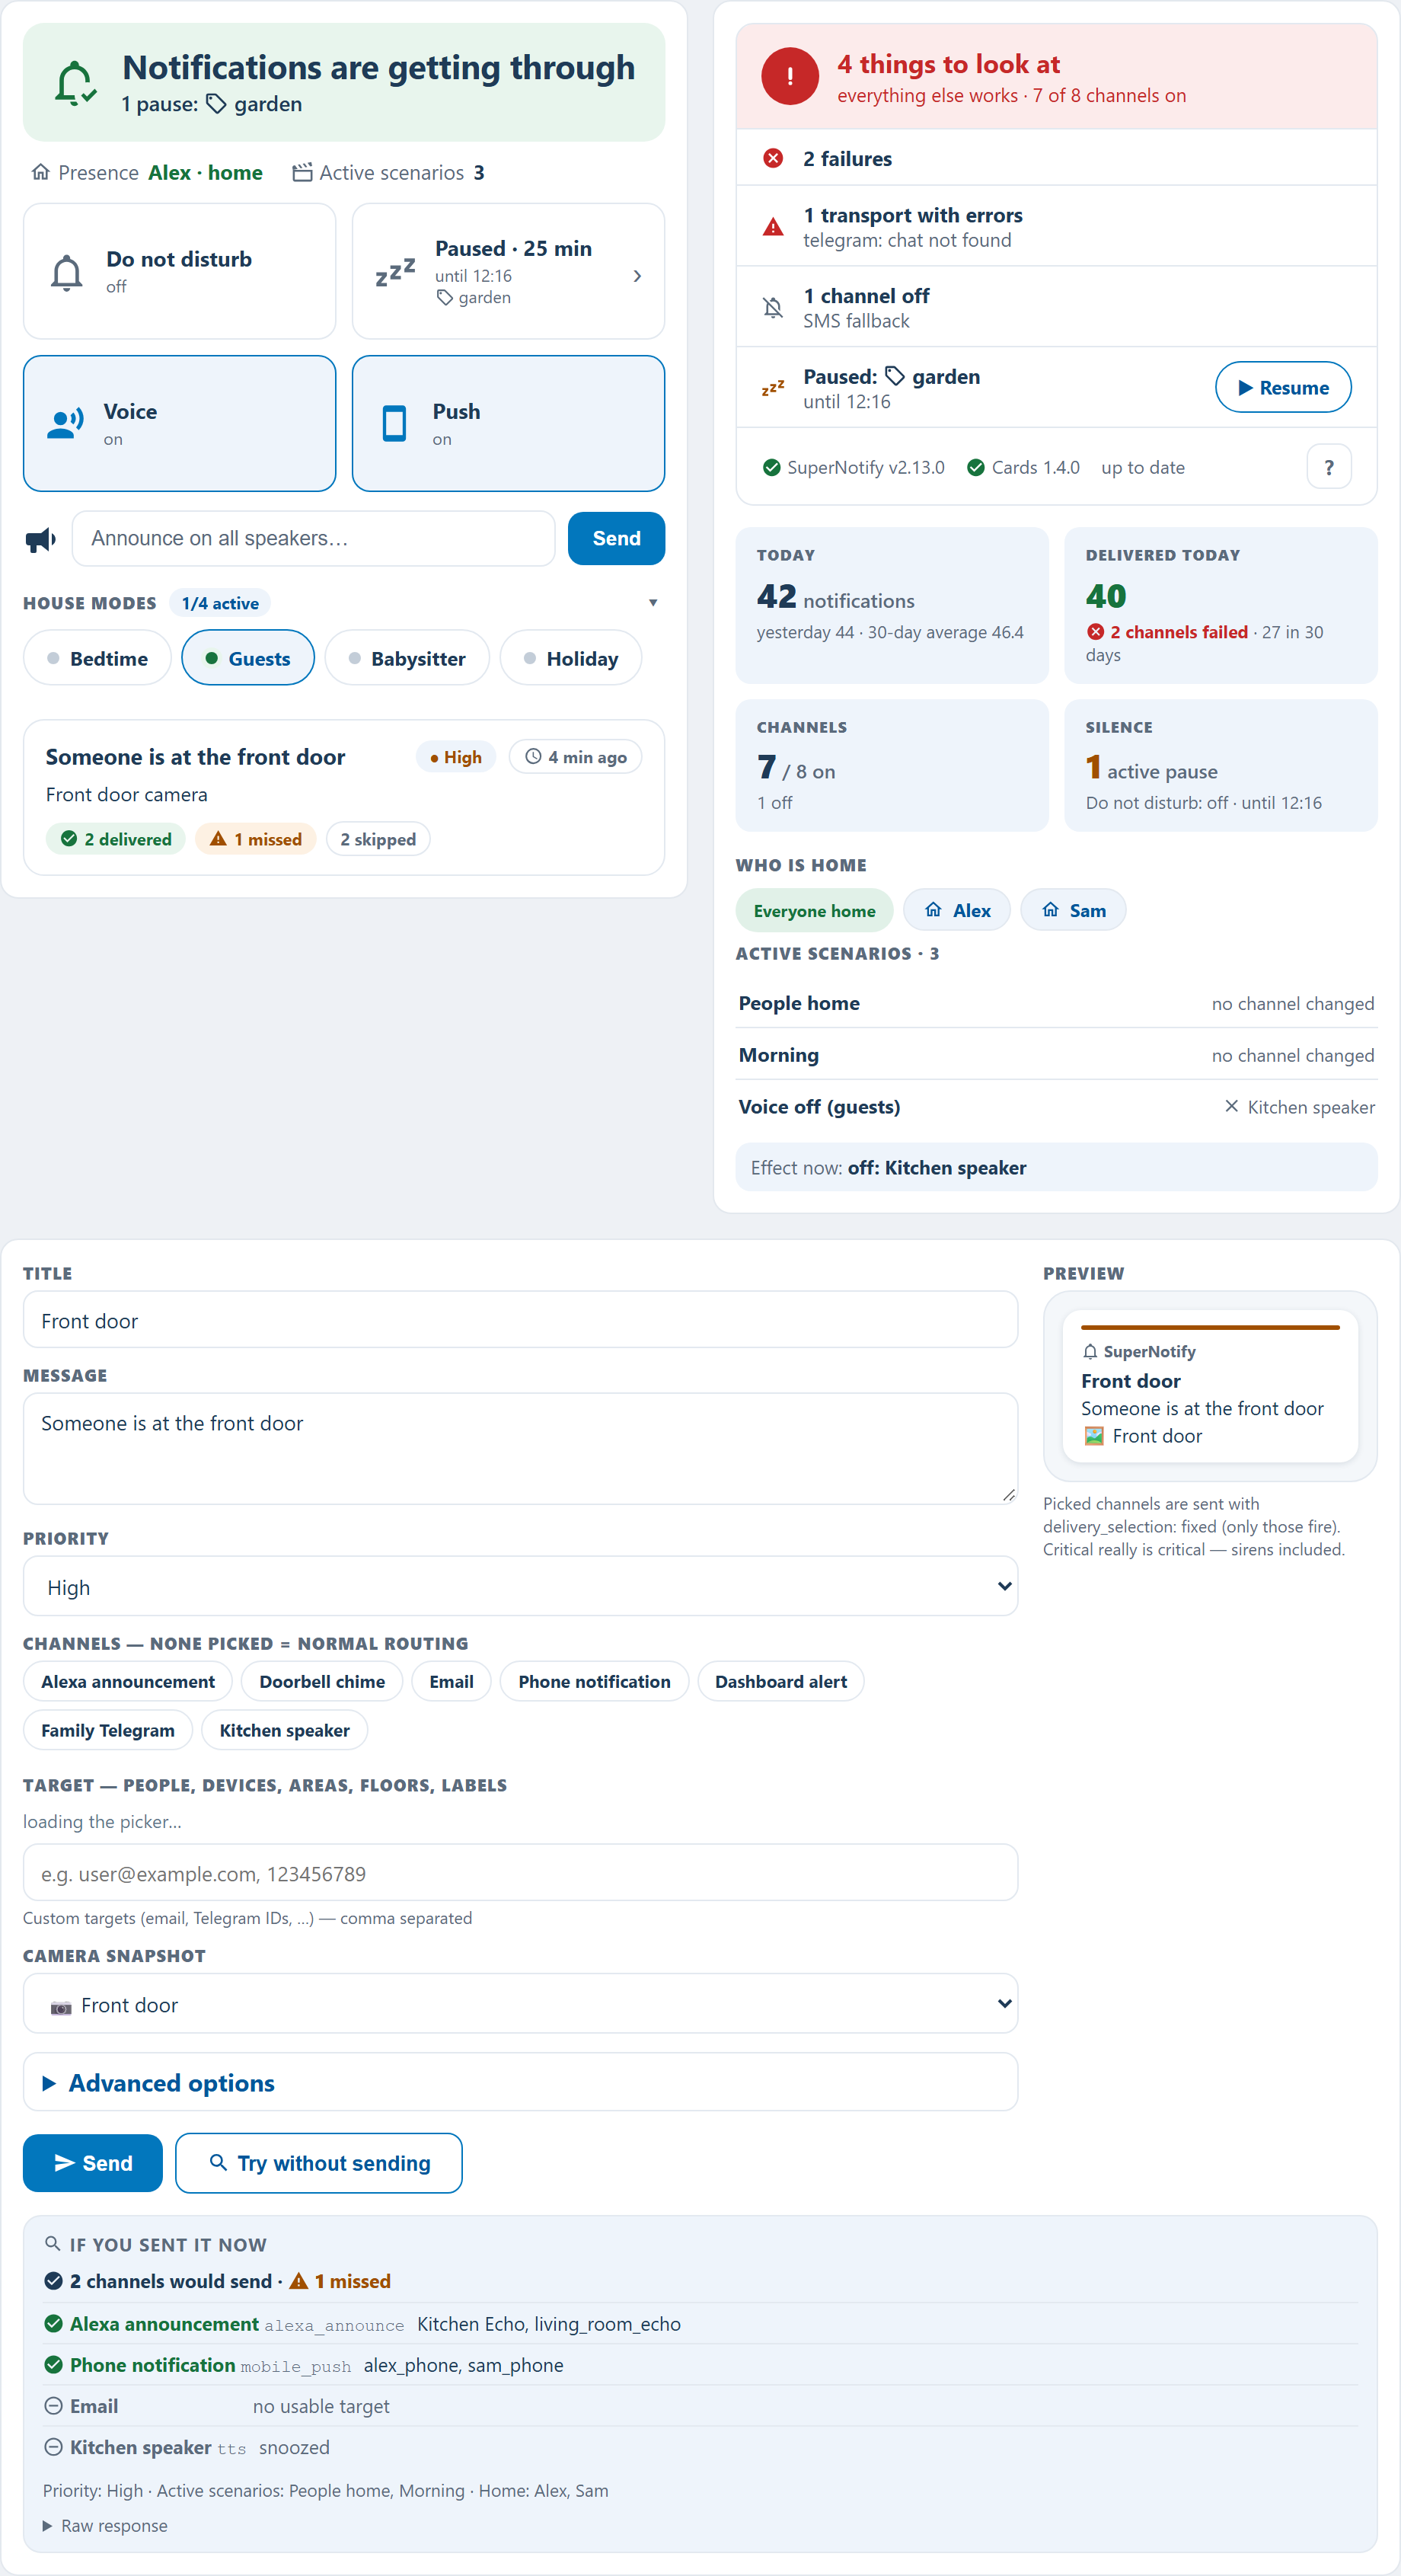 Notifications are getting through
1 pause: garden
Presence Alex · home Active scenarios 3
Do not disturb
off
Paused · 25 min
until 12:16
garden
›
Voice
on
Push
on
Announce on all speakers…
Send
HOUSE MODES 1/4 active ▼
Bedtime Guests Babysitter Holiday
Someone is at the front door ● High 4 min ago
Front door camera
2 delivered 1 missed 2 skipped
4 things to look at
everything else works · 7 of 8 channels on
2 failures
1 transport with errors
telegram: chat not found
1 channel off
SMS fallback
Paused: garden
until 12:16
▶ Resume
SuperNotify v2.13.0 Cards 1.4.0 up to date ?
TODAY
42 notifications
yesterday 44 · 30-day average 46.4
DELIVERED TODAY
40
2 channels failed · 27 in 30
days
CHANNELS
7 / 8 on
1 off
SILENCE
1 active pause
Do not disturb: off · until 12:16
WHO IS HOME
Everyone home Alex Sam
ACTIVE SCENARIOS · 3
People home no channel changed
Morning no channel changed
Voice off (guests) Kitchen speaker
Effect now: off: Kitchen speaker
TITLE
Front door
MESSAGE
Someone is at the front door
PRIORITY
High
CHANNELS — NONE PICKED = NORMAL ROUTING
Alexa announcement Doorbell chime Email Phone notification Dashboard alert
Family Telegram Kitchen speaker
TARGET — PEOPLE, DEVICES, AREAS, FLOORS, LABELS
loading the picker…
e.g. user@example.com, 123456789
Custom targets (email, Telegram IDs, …) — comma separated
CAMERA SNAPSHOT
Front door
▶ Advanced options
Send Try without sending
PREVIEW
SuperNotify
Front door
Someone is at the front door
Front door
Picked channels are sent with
delivery_selection: fixed (only those fire).
Critical really is critical — sirens included.
IF YOU SENT IT NOW
2 channels would send · 1 missed
Alexa announcement alexa_announce Kitchen Echo, living_room_echo
Phone notification mobile_push alex_phone, sam_phone
Email no usable target
Kitchen speaker tts snoozed
Priority: High · Active scenarios: People home, Morning · Home: Alex, Sam
▶ Raw response